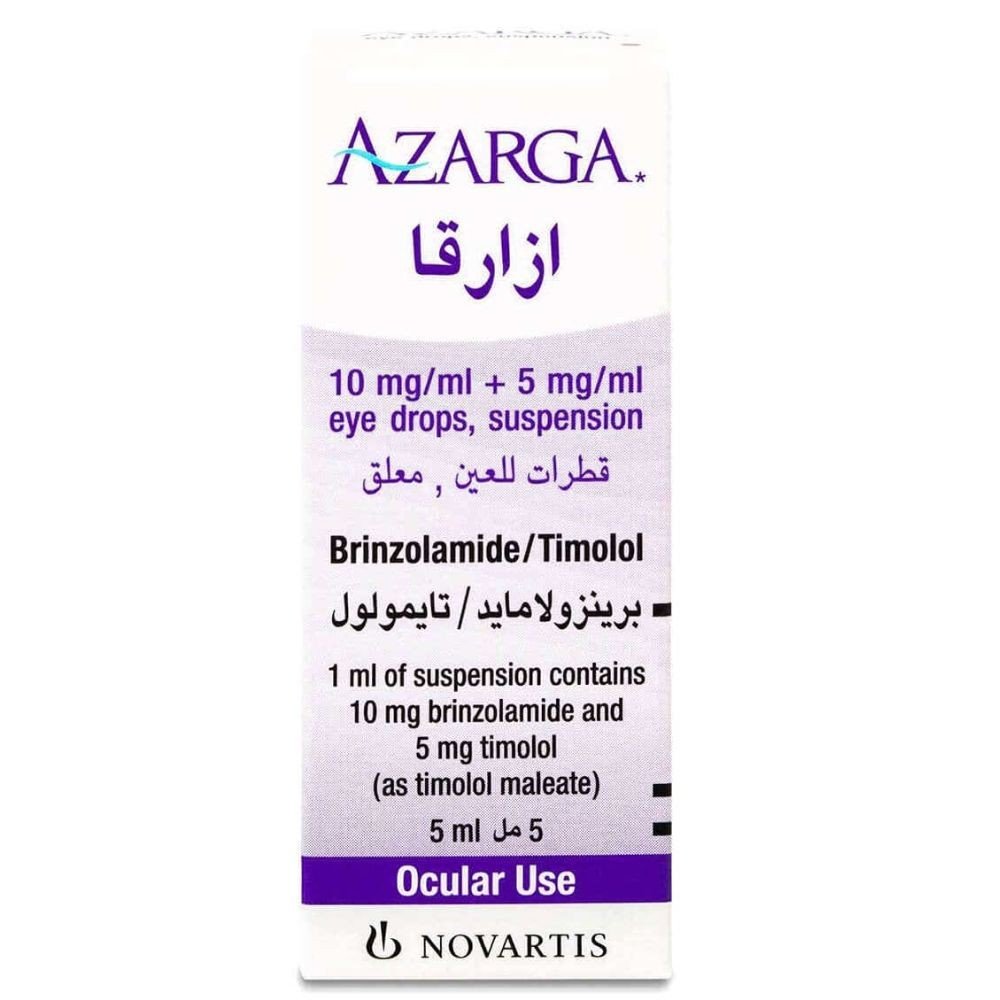 AZARGA*
ازارقا
10 mg/ml + 5 mg/ml
eye drops, suspension
قطرات للعين , معلق
Brinzolamide/Timolol
برينزولامايد/تايمولول
1 ml of suspension contains
10 mg brinzolamide and
5 mg timolol
(as timolol maleate)
5 ml 5 مل
Ocular Use
NOVARTIS